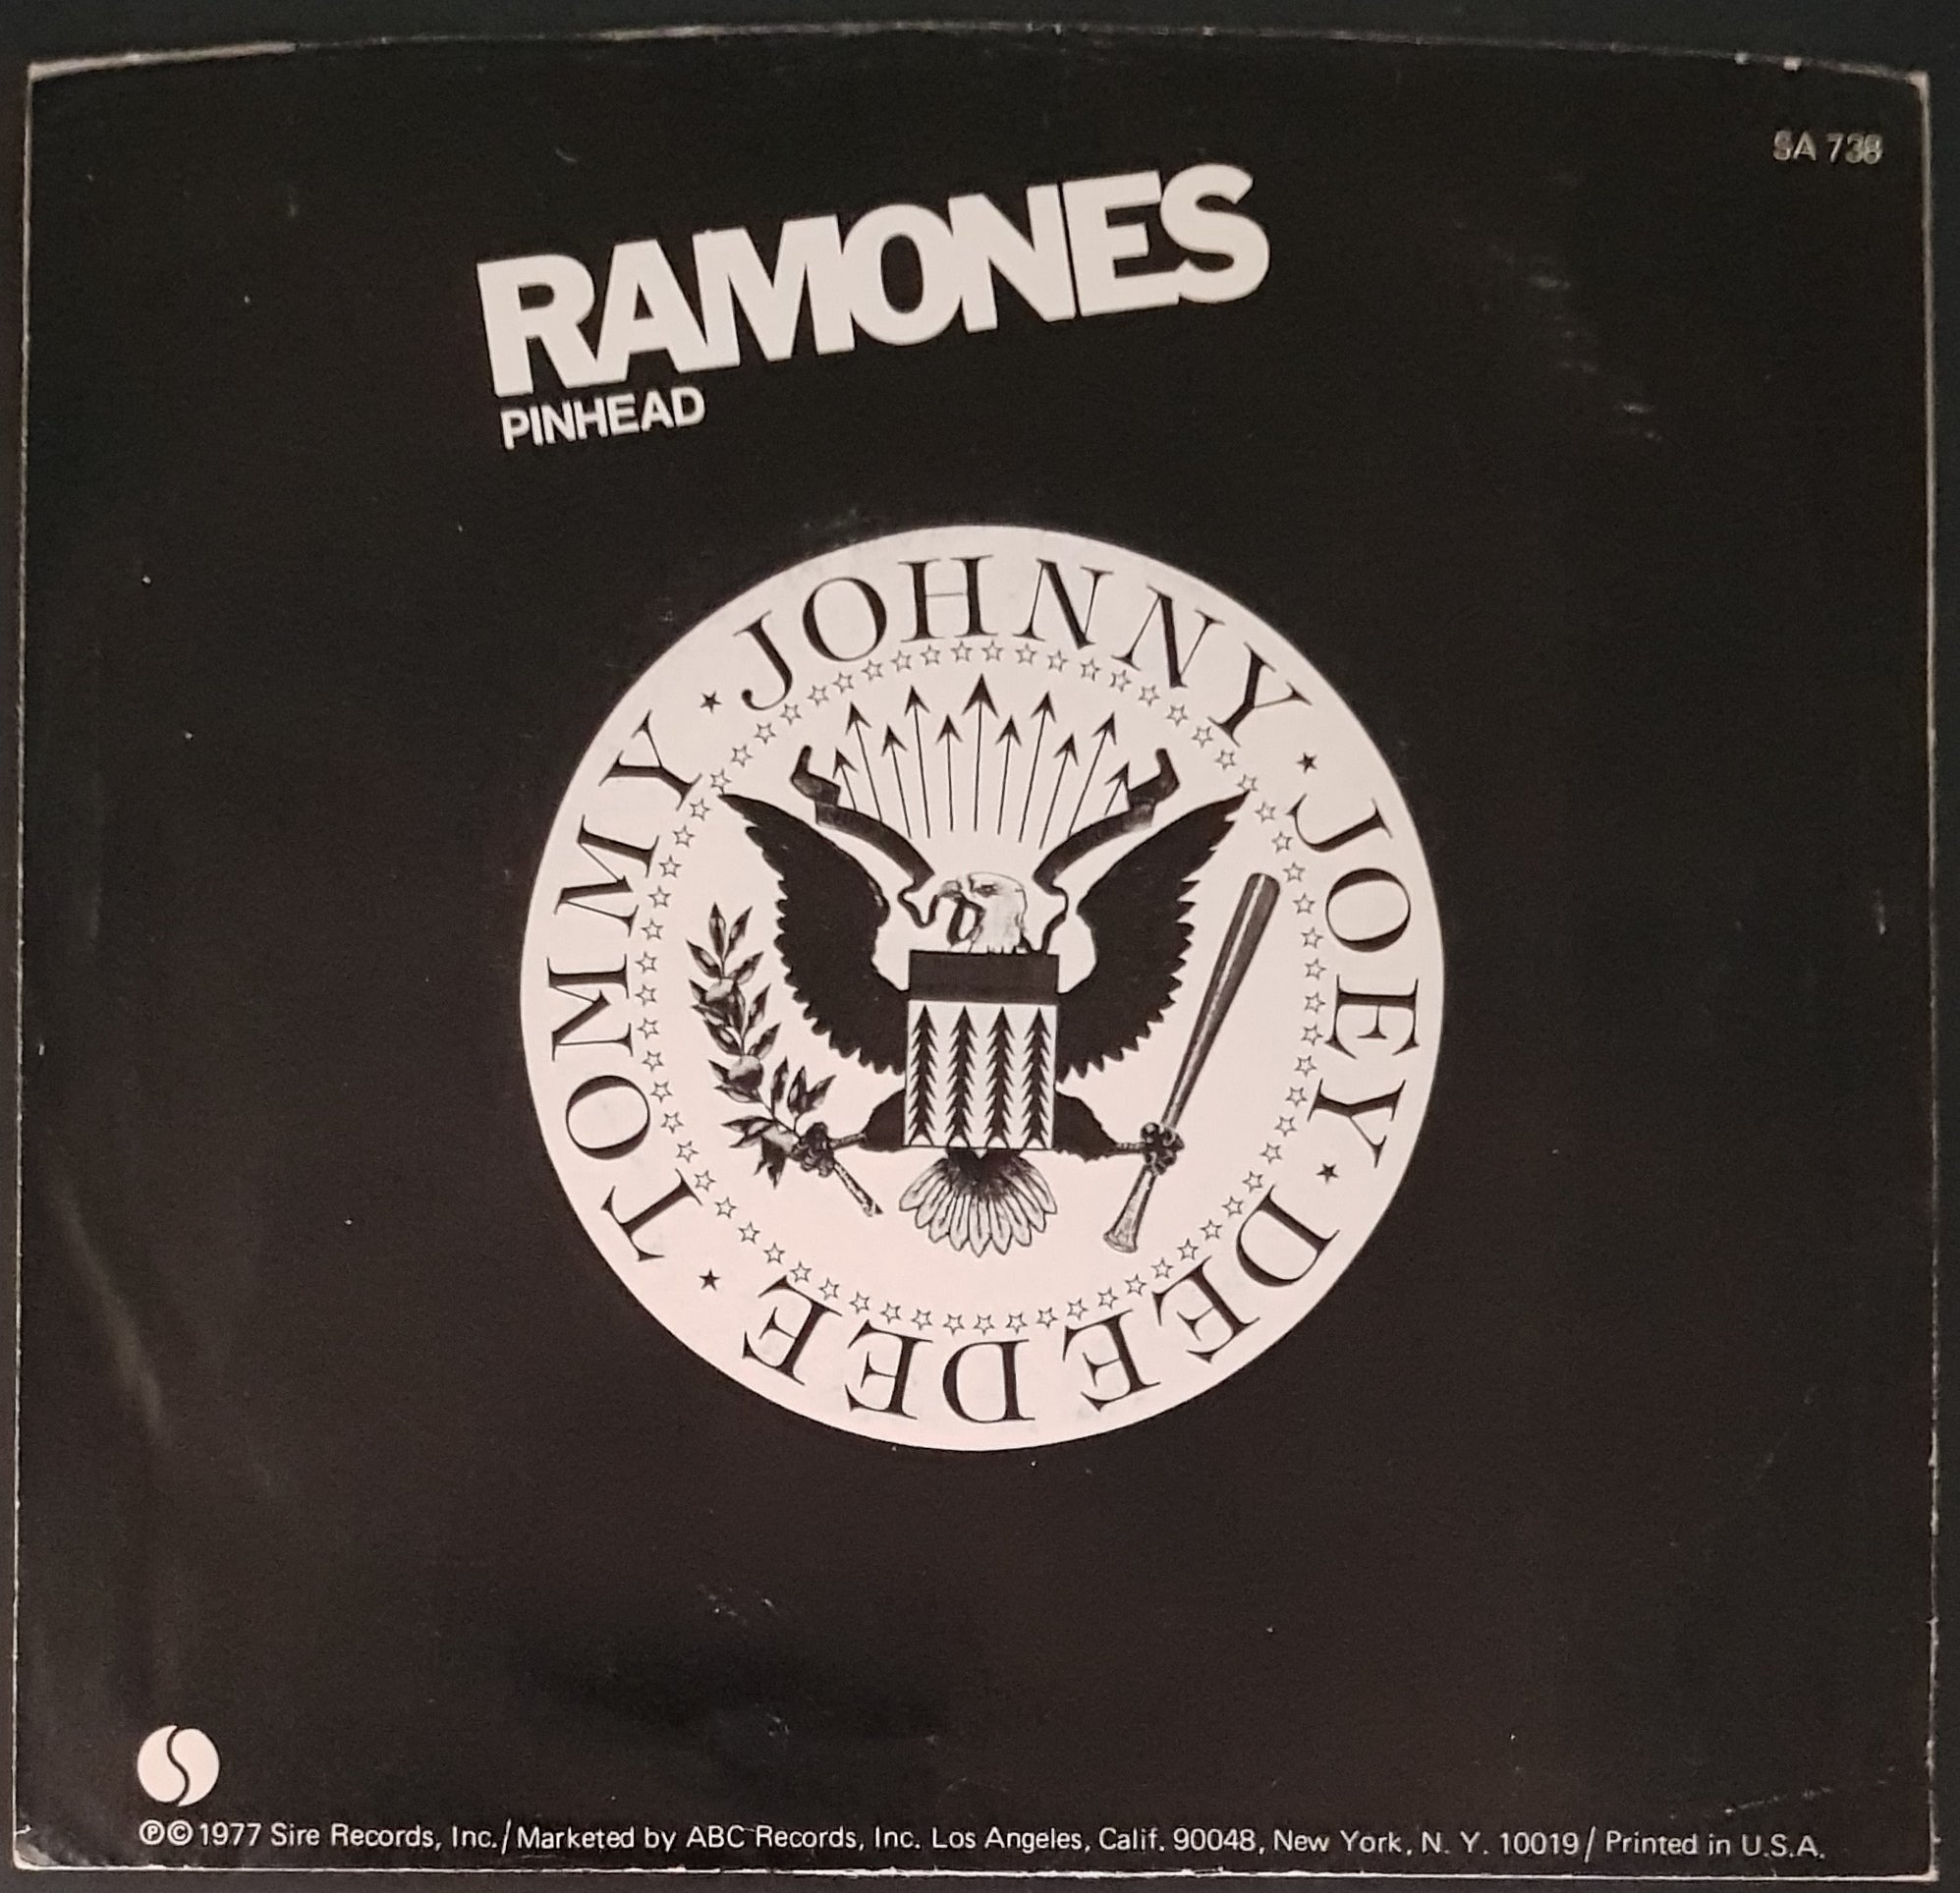 SA 738
RAMONES
PINHEAD
JOHNNY ★ JOEY ★ DEE DEE ★ TOMMY ★
℗©1977 Sire Records, Inc./Marketed by ABC Records, Inc. Los Angeles, Calif. 90048, New York, N. Y. 10019/Printed in U.S.A.